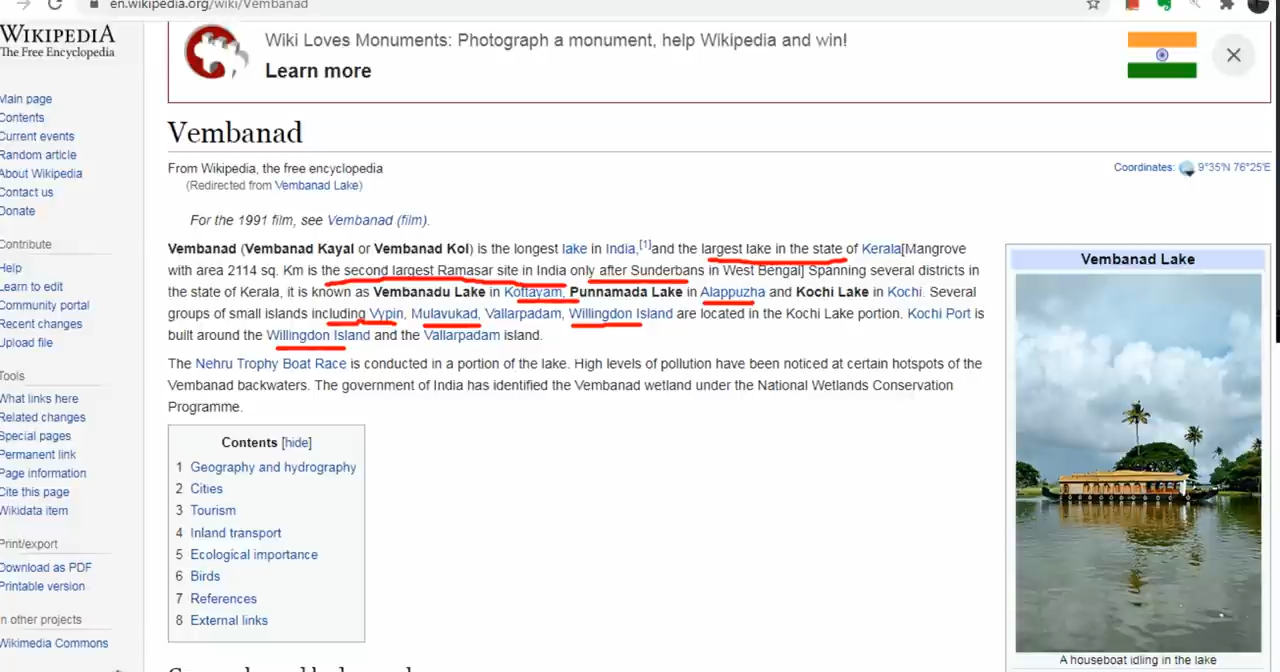 en.wikipedia.org/wiki/Vembanad
WIKIPEDIA
The Free Encyclopedia
Wiki Loves Monuments: Photograph a monument, help Wikipedia and win!
Learn more
Main page
Contents
Current events
Random article
About Wikipedia
Contact us
Donate
Contribute
Help
Learn to edit
Community portal
Recent changes
Upload file
Tools
What links here
Related changes
Special pages
Permanent link
Page information
Cite this page
Wikidata item
Print/export
Download as PDF
Printable version
In other projects
Wikimedia Commons
Vembanad
From Wikipedia, the free encyclopedia
Coordinates: 9°35′N 76°25′E
(Redirected from Vembanad Lake)
For the 1991 film, see Vembanad (film).
Vembanad (Vembanad Kayal or Vembanad Kol) is the longest lake in India,[1]and the largest lake in the state of Kerala[Mangrove
with area 2114 sq. Km is the second largest Ramasar site in India only after Sunderbans in West Bengal] Spanning several districts in
the state of Kerala, it is known as Vembanadu Lake in Kottayam, Punnamada Lake in Alappuzha and Kochi Lake in Kochi. Several
groups of small islands including Vypin, Mulavukad, Vallarpadam, Willingdon Island are located in the Kochi Lake portion. Kochi Port is
built around the Willingdon Island and the Vallarpadam island.
The Nehru Trophy Boat Race is conducted in a portion of the lake. High levels of pollution have been noticed at certain hotspots of the
Vembanad backwaters. The government of India has identified the Vembanad wetland under the National Wetlands Conservation
Programme.
Contents [hide]
1 Geography and hydrography
2 Cities
3 Tourism
4 Inland transport
5 Ecological importance
6 Birds
7 References
8 External links
Vembanad Lake
A houseboat idling in the lake